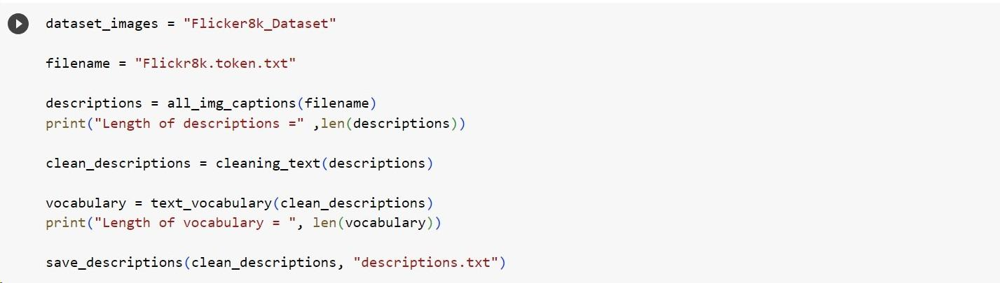 dataset_images = "Flicker8k_Dataset"
filename = "Flickr8k.token.txt"
descriptions = all_img_captions(filename)
print("Length of descriptions =" ,len(descriptions))
clean_descriptions = cleaning_text(descriptions)
vocabulary = text_vocabulary(clean_descriptions)
print("Length of vocabulary = ", len(vocabulary))
save_descriptions(clean_descriptions, "descriptions.txt")